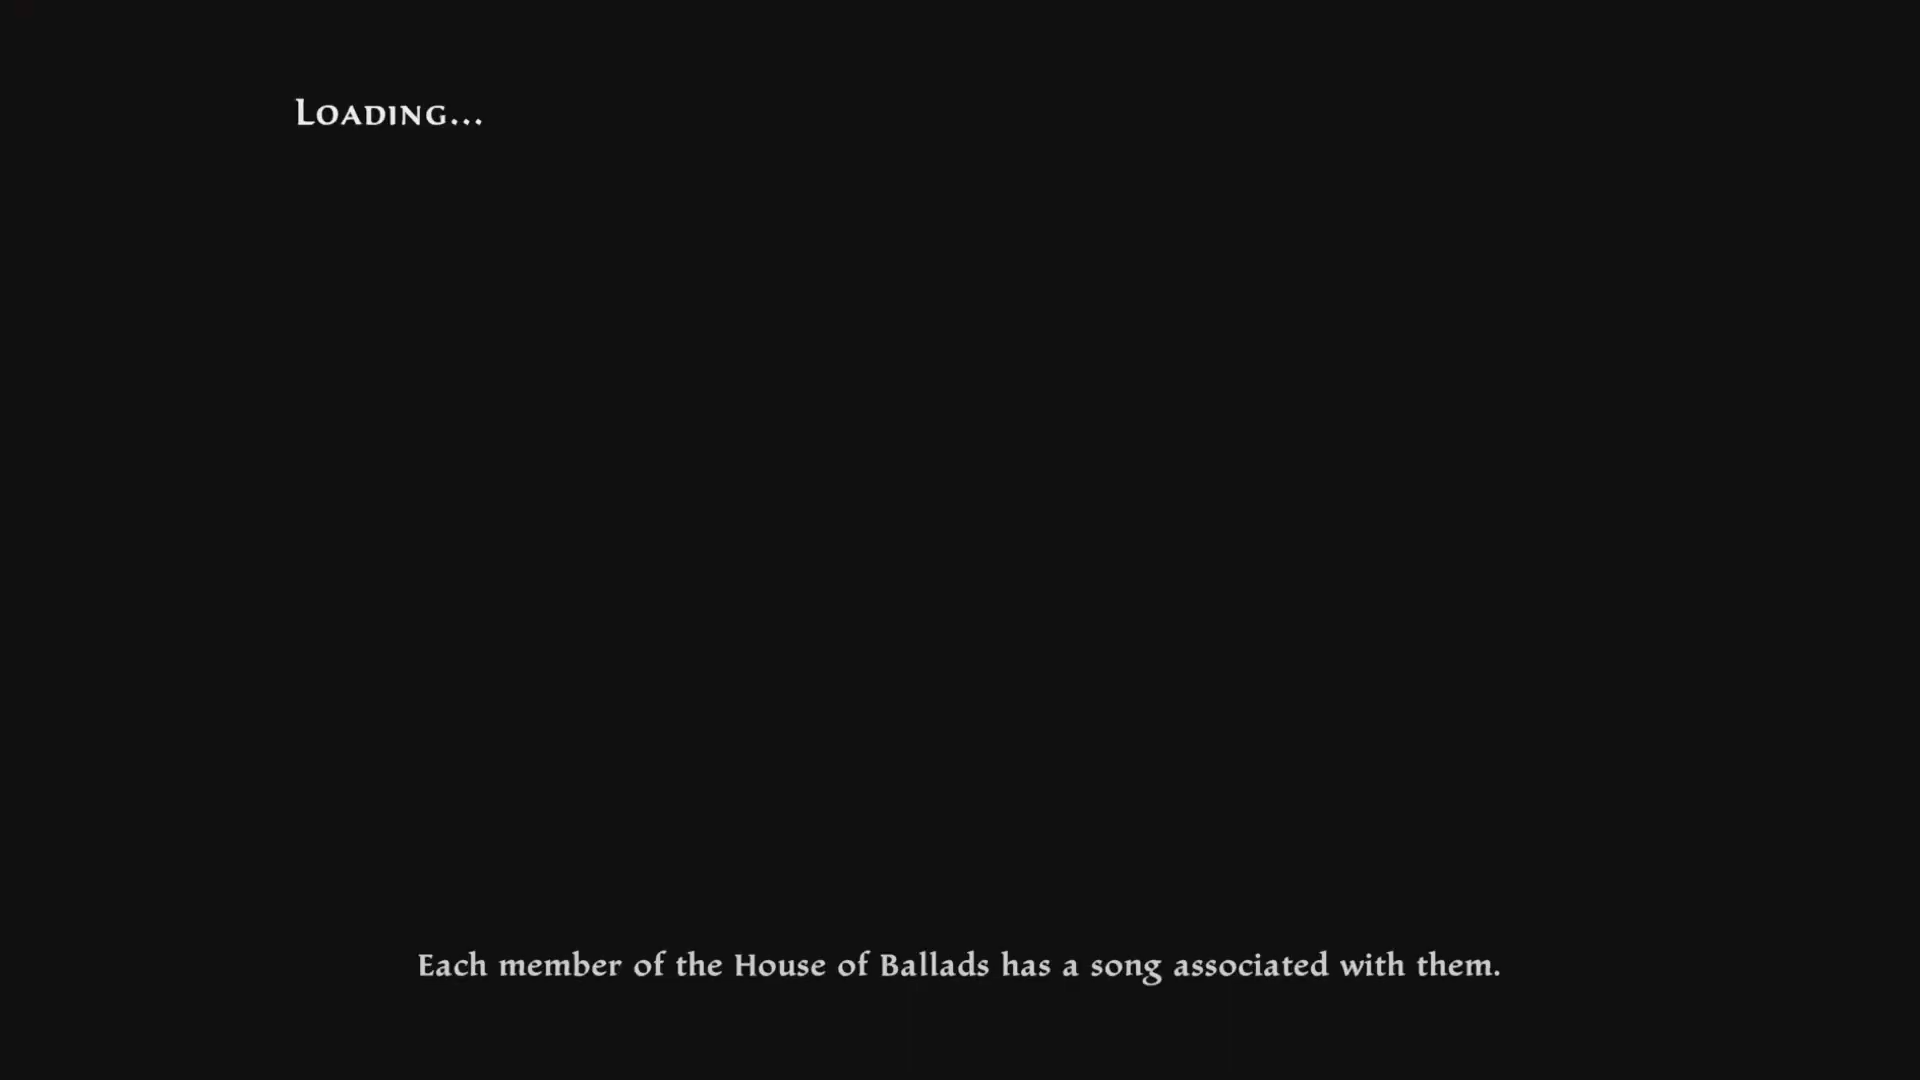 Loading...
Each member of the House of Ballads has a song associated with them.